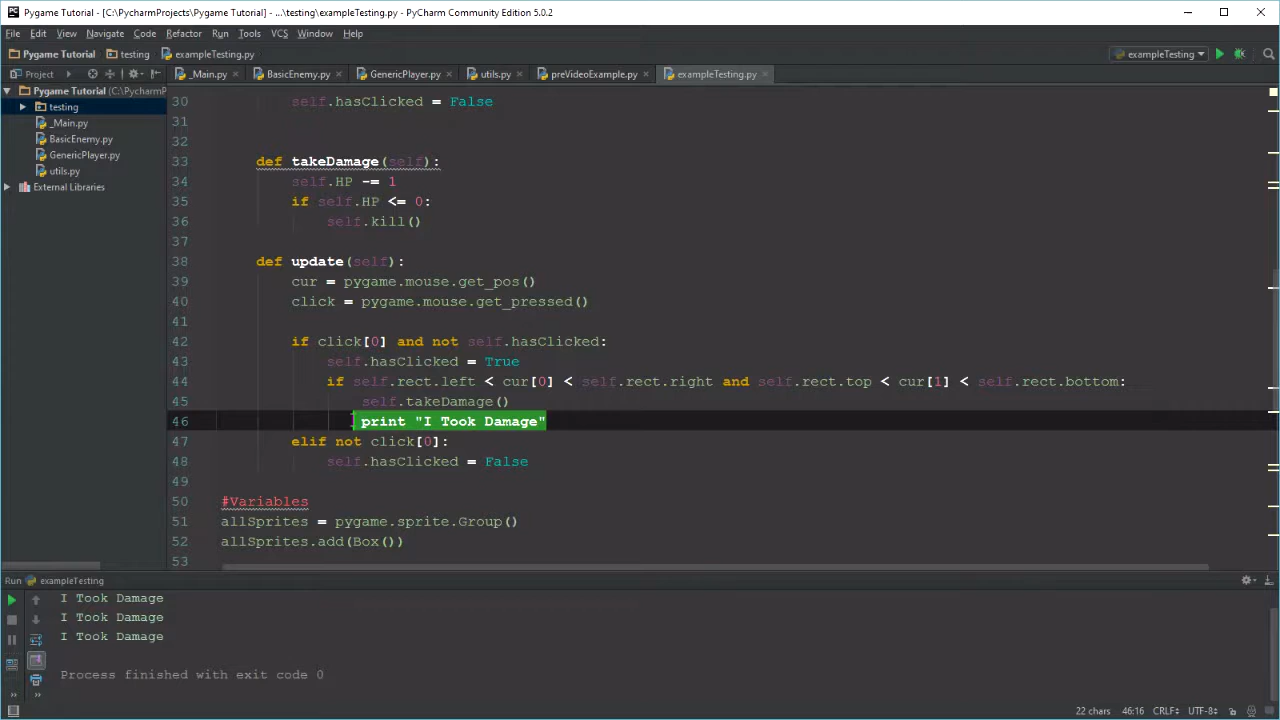 Pygame Tutorial - [C:\PycharmProjects\Pygame Tutorial] - ...\testing\exampleTesting.py - PyCharm Community Edition 5.0.2
File Edit View Navigate Code Refactor Run Tools VCS Window Help
Pygame Tutorial testing exampleTesting.py exampleTesting
Project _Main.py BasicEnemy.py GenericPlayer.py utils.py preVideoExample.py exampleTesting.py
Pygame Tutorial (C:\PycharmP
testing
_Main.py
BasicEnemy.py
GenericPlayer.py
utils.py
External Libraries
30 self.hasClicked = False
31
32
33 def takeDamage(self):
34 self.HP -= 1
35 if self.HP <= 0:
36 self.kill()
37
38 def update(self):
39 cur = pygame.mouse.get_pos()
40 click = pygame.mouse.get_pressed()
41
42 if click[0] and not self.hasClicked:
43 self.hasClicked = True
44 if self.rect.left < cur[0] < self.rect.right and self.rect.top < cur[1] < self.rect.bottom:
45 self.takeDamage()
46 print "I Took Damage"
47 elif not click[0]:
48 self.hasClicked = False
49
50 #Variables
51 allSprites = pygame.sprite.Group()
52 allSprites.add(Box())
53
Run exampleTesting
I Took Damage
I Took Damage
I Took Damage
Process finished with exit code 0
22 chars 46:16 CRLF UTF-8